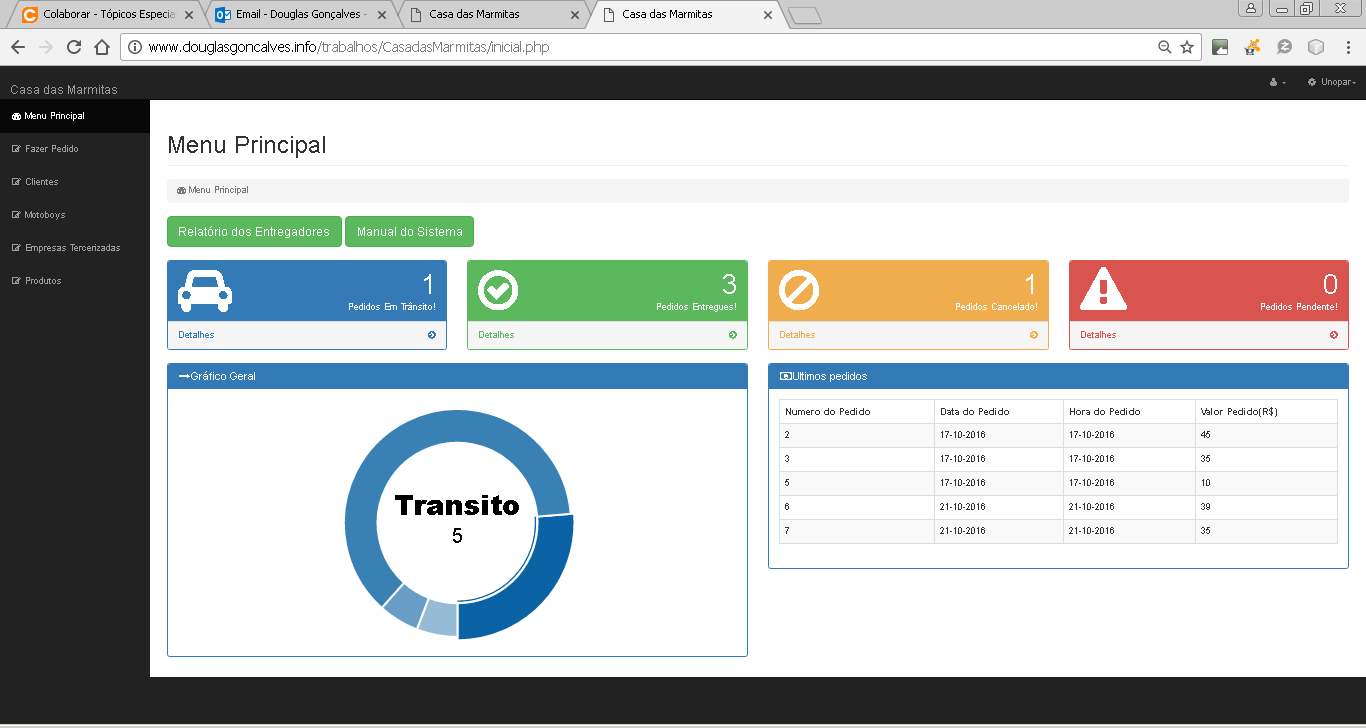 Colaborar - Tópicos Especia
Email - Douglas Gonçalves -
Casa das Marmitas
Casa das Marmitas
www.douglasgoncalves.info/trabalhos/CasadasMarmitas/inicial.php
Casa das Marmitas
Unopar
Menu Principal
Fazer Pedido
Clientes
Motoboys
Empresas Tercerizadas
Produtos
Menu Principal
Menu Principal
Relatório dos Entregadores
Manual do Sistema
1
Pedidos Em Trânsito!
Detalhes
3
Pedidos Entregues!
Detalhes
1
Pedidos Cancelado!
Detalhes
0
Pedidos Pendente!
Detalhes
Gráfico Geral
Transito
5
Ultimos pedidos
Numero do Pedido Data do Pedido Hora do Pedido Valor Pedido(R$)
2 17-10-2016 17-10-2016 45
3 17-10-2016 17-10-2016 35
5 17-10-2016 17-10-2016 10
6 21-10-2016 21-10-2016 39
7 21-10-2016 21-10-2016 35